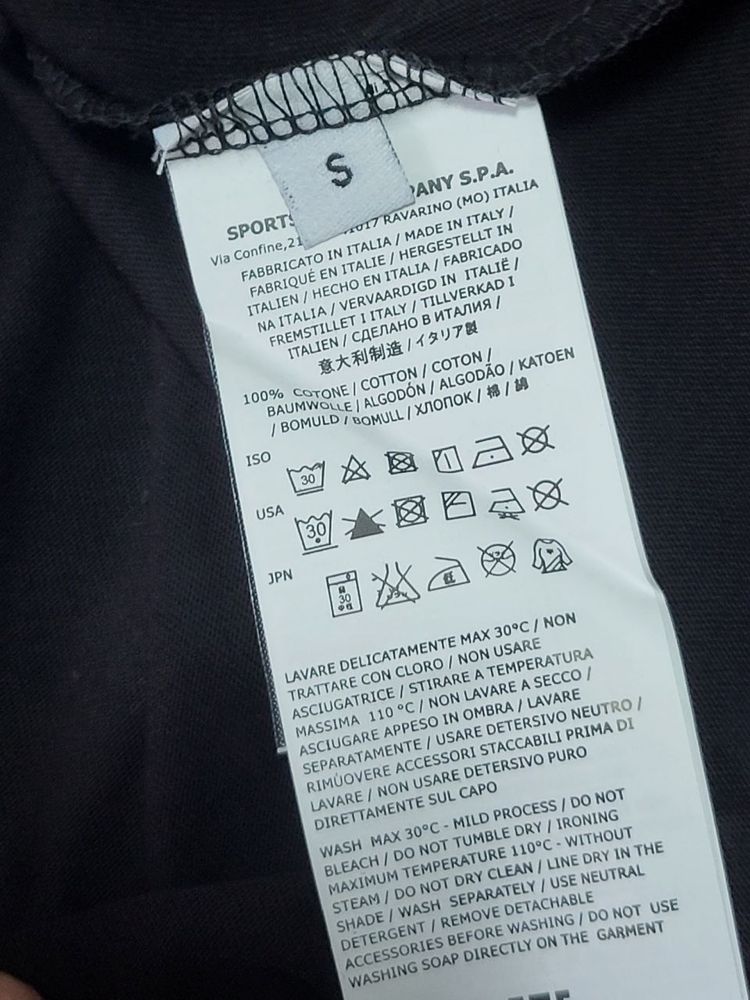 S
SPORTS PANY S.P.A.
Via Confine,21 RAVARINO (MO) ITALIA
FABBRICATO IN ITALIA / MADE IN ITALY /
FABRIQUÉ EN ITALIE / HERGESTELLT IN
ITALIEN / HECHO EN ITALIA / FABRICADO
NA ITALIA / VERVAARDIGD IN ITALIË /
FREMSTILLET I ITALY / TILLVERKAD I
ITALIEN / СДЕЛАНО В ИТАЛИЯ /
意大利制造 / イタリア製
100% COTONE / COTTON / COTON /
BAUMWOLLE / ALGODÓN / ALGODÃO / KATOEN
/ BOMULD / BOMULL / ХЛОПОК / 棉 / 綿
ISO 30
USA 30
JPN 30 中性 低
LAVARE DELICATAMENTE MAX 30°C / NON
TRATTARE CON CLORO / NON USARE
ASCIUGATRICE / STIRARE A TEMPERATURA
MASSIMA 110 °C / NON LAVARE A SECCO /
ASCIUGARE APPESO IN OMBRA / LAVARE
SEPARATAMENTE / USARE DETERSIVO NEUTRO /
RIMUOVERE ACCESSORI STACCABILI PRIMA DI
LAVARE / NON USARE DETERSIVO PURO
DIRETTAMENTE SUL CAPO
WASH MAX 30°C - MILD PROCESS / DO NOT
BLEACH / DO NOT TUMBLE DRY / IRONING
MAXIMUM TEMPERATURE 110°C - WITHOUT
STEAM / DO NOT DRY CLEAN / LINE DRY IN THE
SHADE / WASH SEPARATELY / USE NEUTRAL
DETERGENT / REMOVE DETACHABLE
ACCESSORIES BEFORE WASHING / DO NOT USE
WASHING SOAP DIRECTLY ON THE GARMENT